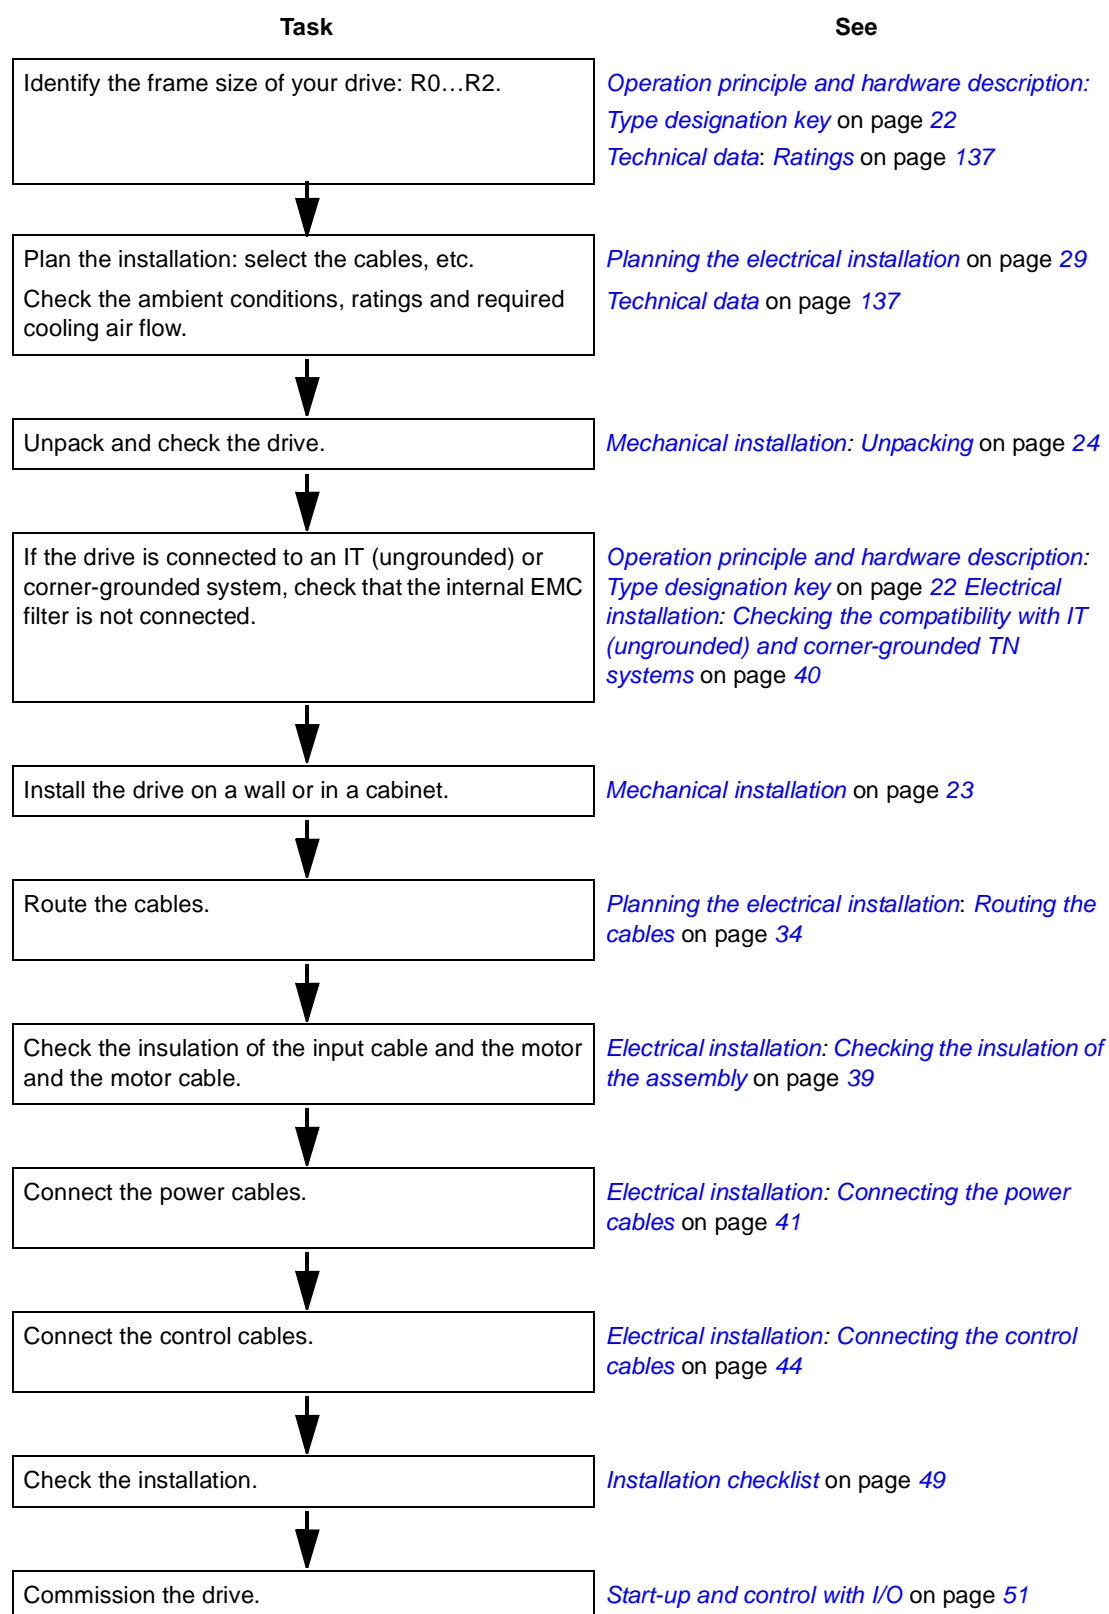 Task
See
Identify the frame size of your drive: R0…R2.
Operation principle and hardware description:
Type designation key on page 22
Technical data: Ratings on page 137
Plan the installation: select the cables, etc.
Check the ambient conditions, ratings and required
cooling air flow.
Planning the electrical installation on page 29
Technical data on page 137
Unpack and check the drive.
Mechanical installation: Unpacking on page 24
If the drive is connected to an IT (ungrounded) or
corner-grounded system, check that the internal EMC
filter is not connected.
Operation principle and hardware description:
Type designation key on page 22 Electrical
installation: Checking the compatibility with IT
(ungrounded) and corner-grounded TN
systems on page 40
Install the drive on a wall or in a cabinet.
Mechanical installation on page 23
Route the cables.
Planning the electrical installation: Routing the
cables on page 34
Check the insulation of the input cable and the motor
and the motor cable.
Electrical installation: Checking the insulation of
the assembly on page 39
Connect the power cables.
Electrical installation: Connecting the power
cables on page 41
Connect the control cables.
Electrical installation: Connecting the control
cables on page 44
Check the installation.
Installation checklist on page 49
Commission the drive.
Start-up and control with I/O on page 51